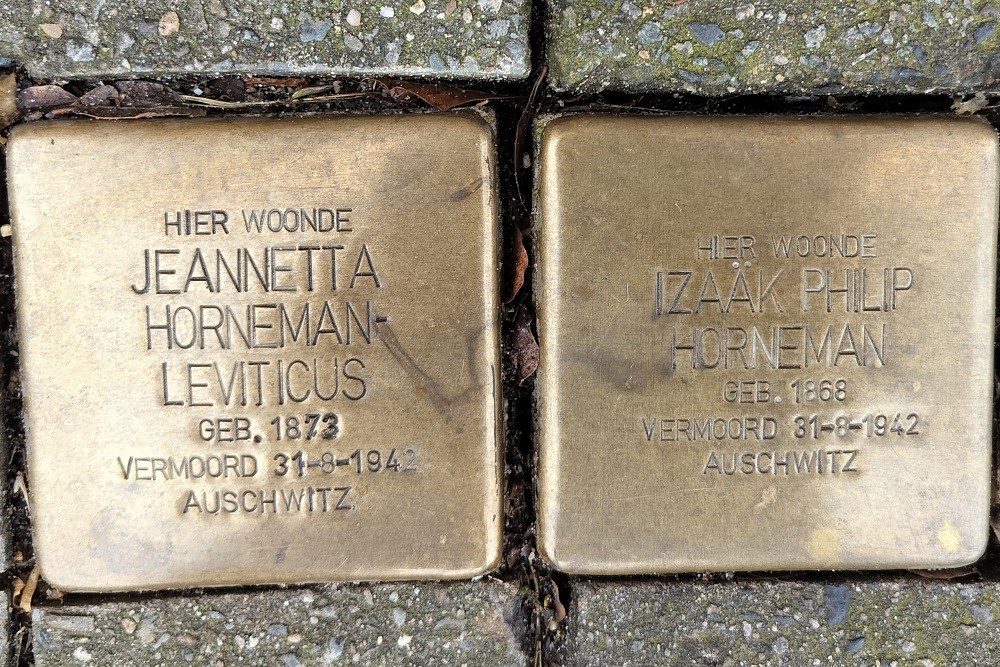 HIER WOONDE
JEANNETTA
HORNEMAN-
LEVITICUS
GEB. 1873
VERMOORD 31-8-1942
AUSCHWITZ
HIER WOONDE
IZAÄK PHILIP
HORNEMAN
GEB. 1868
VERMOORD 31-8-1942
AUSCHWITZ